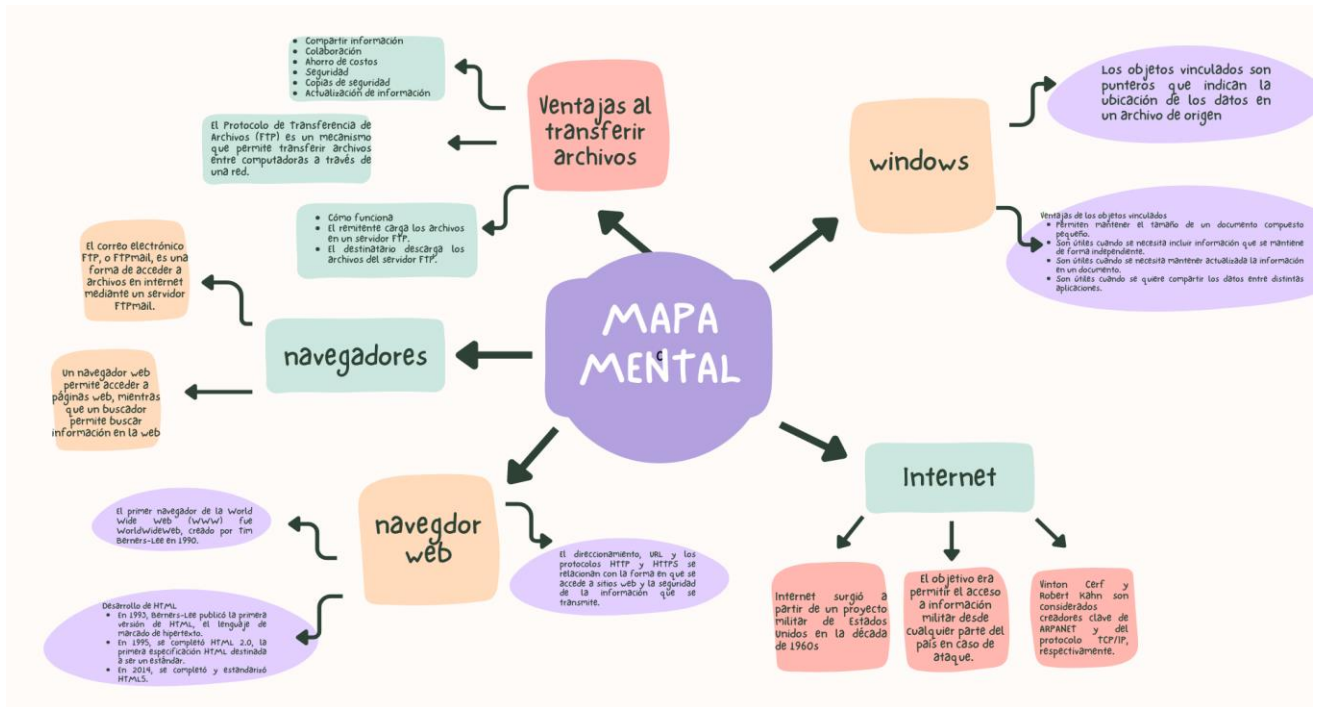 • Compartir información
• Colaboración
• Ahorro de costos
• Seguridad
• Copias de seguridad
• Actualización de información
El Protocolo de Transferencia de
Archivos (FTP) es un mecanismo
que permite transferir archivos
entre computadoras a través de
una red.
• Cómo funciona
• El remitente carga los archivos
en un servidor FTP.
• El destinatario descarga los
archivos del servidor FTP.
Ventajas al
transferir
archivos
windows
Los objetos vinculados son
punteros que indican la
ubicación de los datos en
un archivo de origen
Ventajas de los objetos vinculados
• Permiten mantener el tamaño de un documento compuesto
pequeño.
• Son útiles cuando se necesita incluir información que se mantiene
de forma independiente.
• Son útiles cuando se necesita mantener actualizada la información
en un documento.
• Son útiles cuando se quiere compartir los datos entre distintas
aplicaciones.
El correo electrónico
FTP, o FTPmail, es una
forma de acceder a
archivos en internet
mediante un servidor
FTPmail.
navegadores
Un navegador web
permite acceder a
páginas web, mientras
que un buscador
permite buscar
información en la web
MAPA
MENTAL
El primer navegador de la World
Wide Web (WWW) fue
WorldWideWeb, creado por Tim
Berners-Lee en 1990.
navegdor
web
El direccionamiento, URL y los
protocolos HTTP y HTTPS se
relacionan con la forma en que se
accede a sitios web y la seguridad
de la información que se
transmite.
Desarrollo de HTML
• En 1993, Berners-Lee publicó la primera
versión de HTML, el lenguaje de
marcado de hipertexto.
• En 1995, se completó HTML 2.0, la
primera especificación HTML destinada
a ser un estándar.
• En 2014, se completó y estandarizó
HTML5.
Internet
Internet surgió a
partir de un proyecto
militar de Estados
Unidos en la década
de 1960s
El objetivo era
permitir el acceso
a información
militar desde
cualquier parte del
país en caso de
ataque.
Vinton Cerf y
Robert Kahn son
considerados
creadores clave de
ARPANET y del
protocolo TCP/IP,
respectivamente.